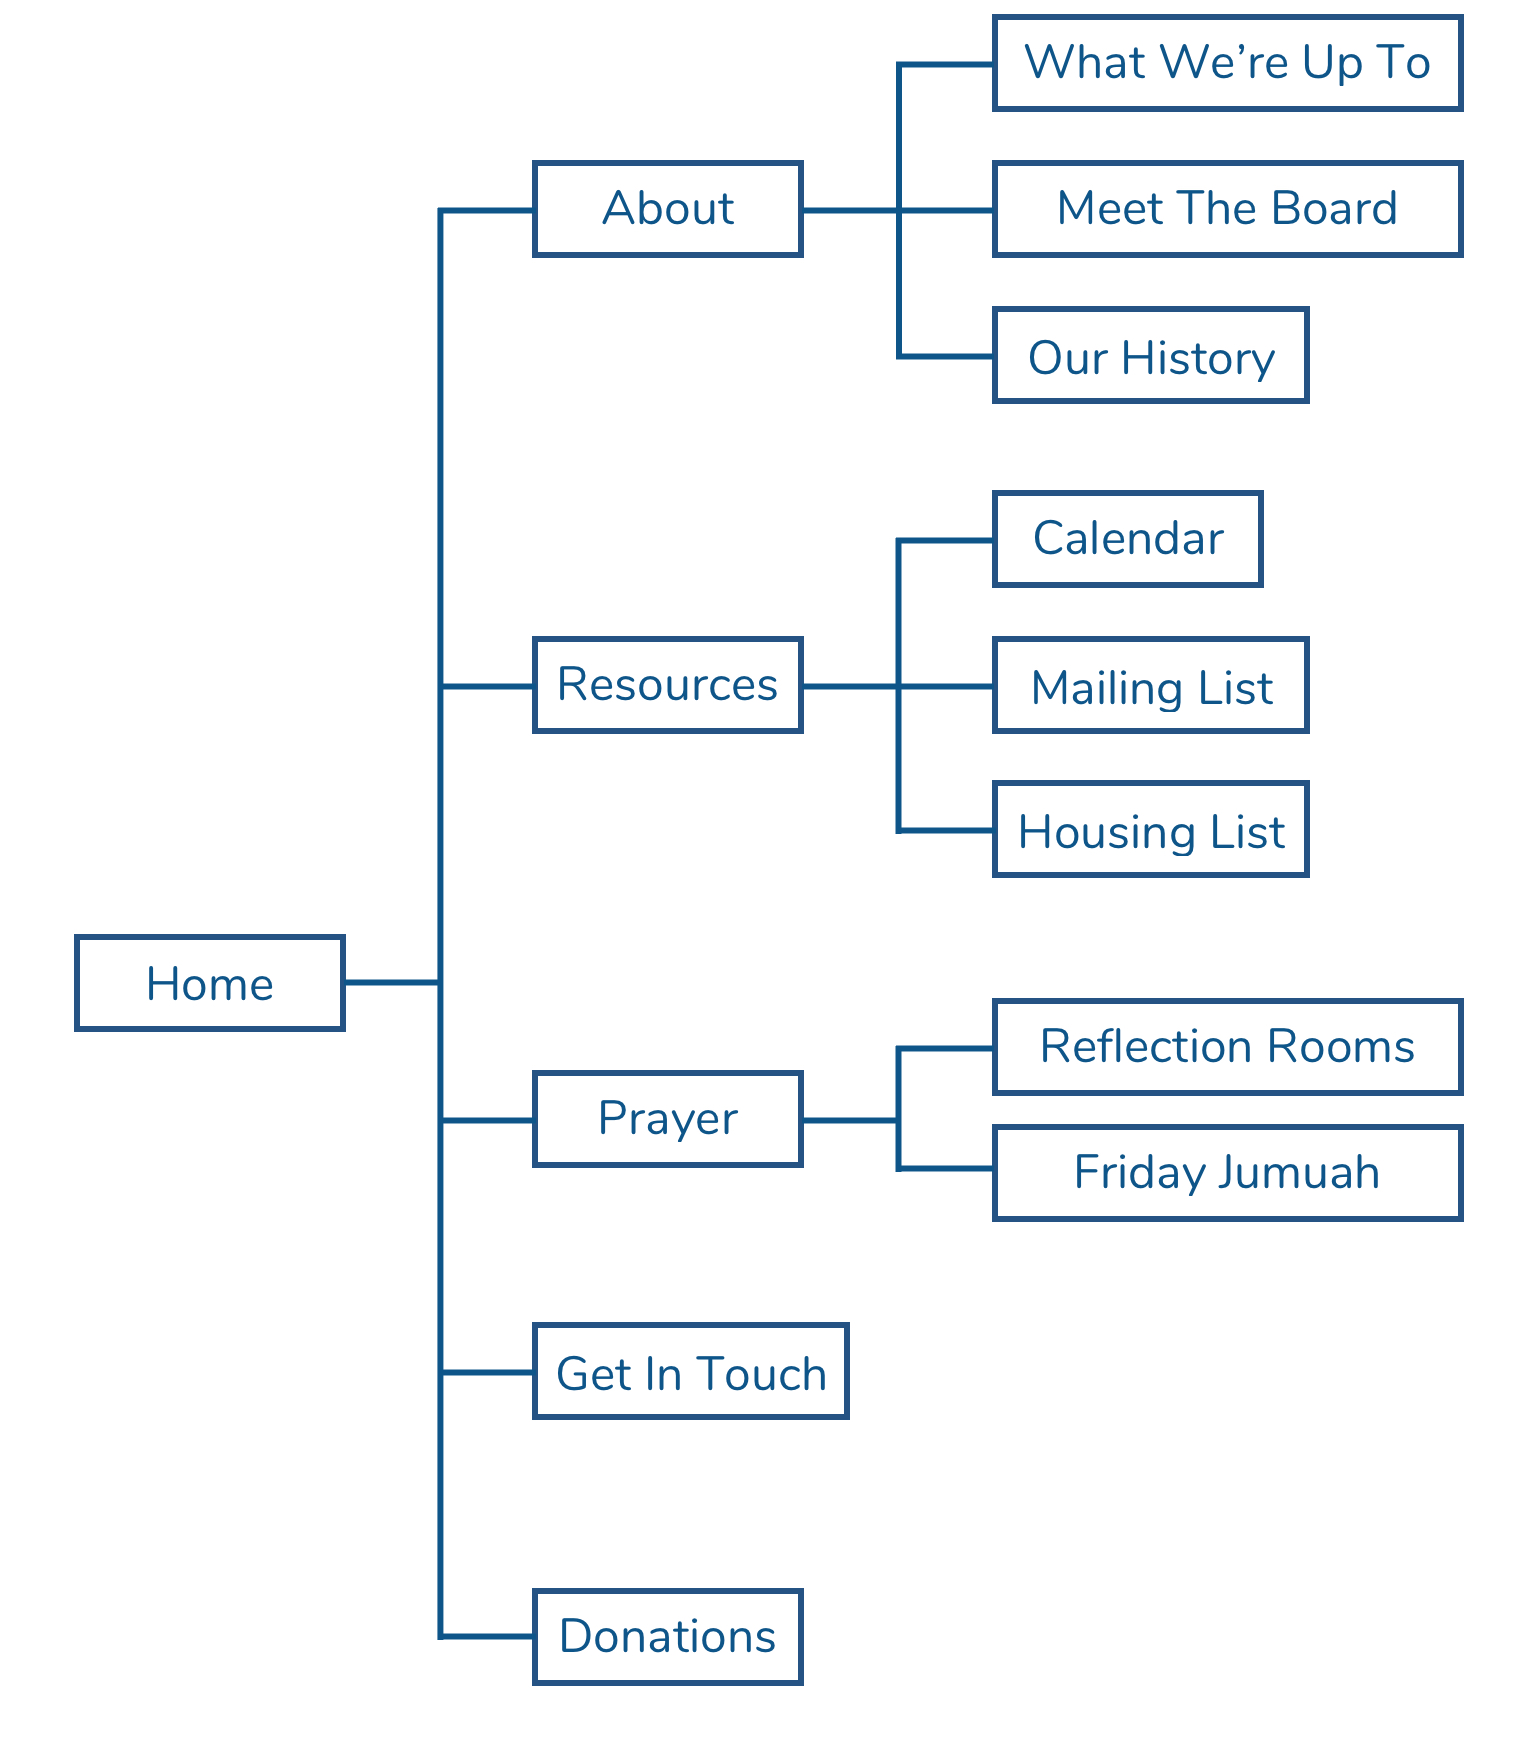 What We’re Up To
About
Meet The Board
Our History
Calendar
Resources
Mailing List
Housing List
Home
Reflection Rooms
Prayer
Friday Jumuah
Get In Touch
Donations